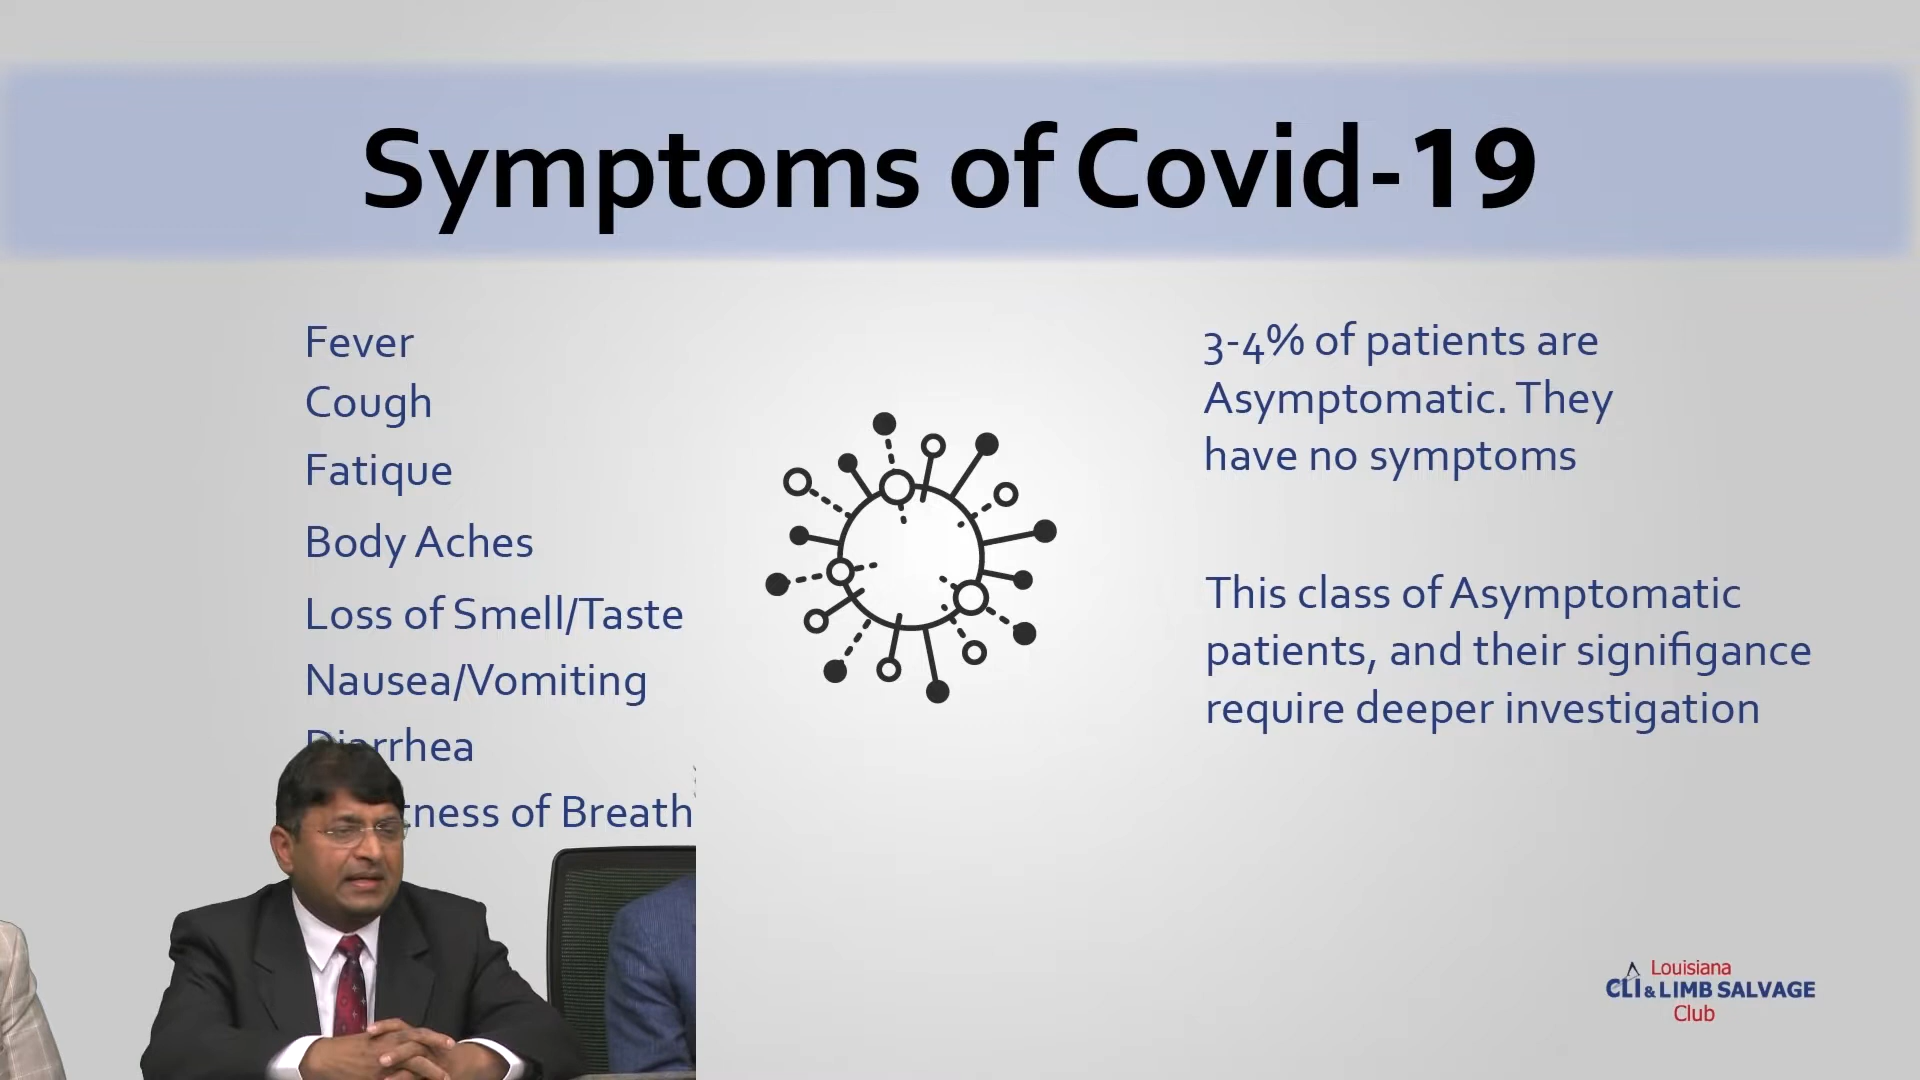 Symptoms of Covid-19
Fever
Cough
Fatique
Body Aches
Loss of Smell/Taste
Nausea/Vomiting
Diarrhea
of Breath
3-4% of patients are
Asymptomatic. They
have no symptoms
This class of Asymptomatic
patients, and their signifigance
require deeper investigation
Louisiana
CLI & LIMB SALVAGE
Club